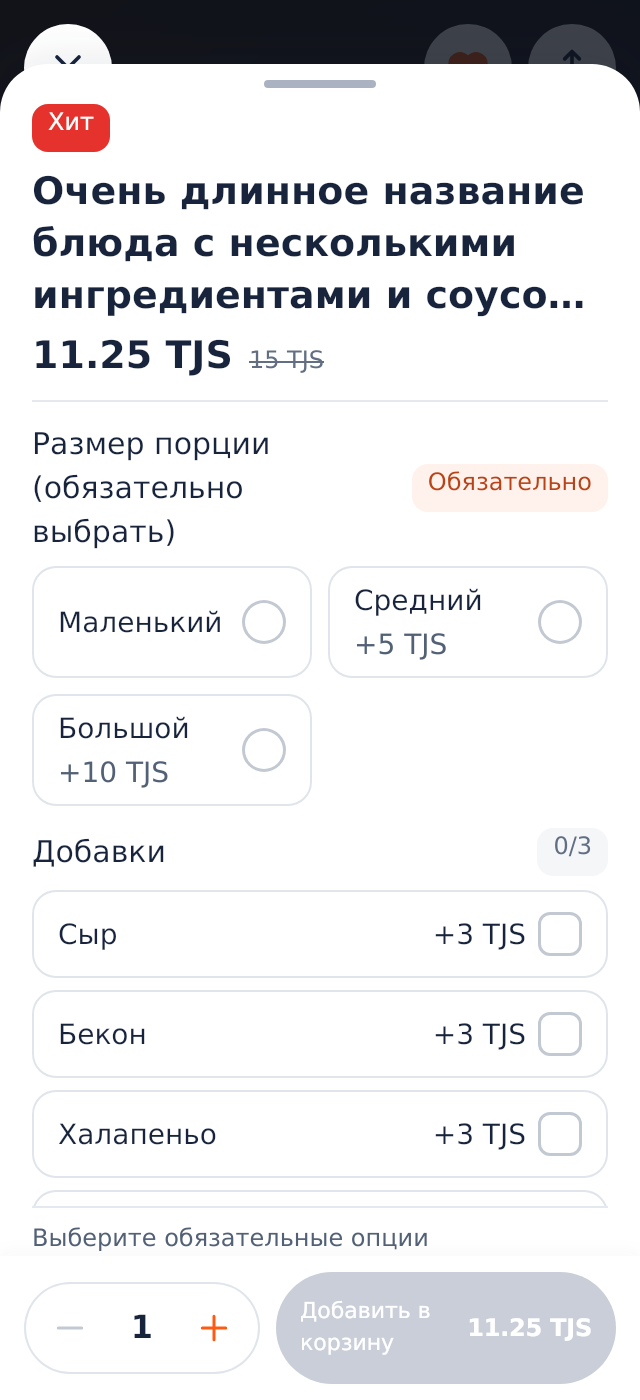 Хит
Очень длинное название
блюда с несколькими
ингредиентами и соусо…
11.25 TJS 15 TJS
Размер порции
(обязательно
выбрать)
Обязательно
Маленький
Средний
+5 TJS
Большой
+10 TJS
Добавки 0/3
Сыр +3 TJS
Бекон +3 TJS
Халапеньо +3 TJS
Выберите обязательные опции
1
Добавить в
корзину
11.25 TJS